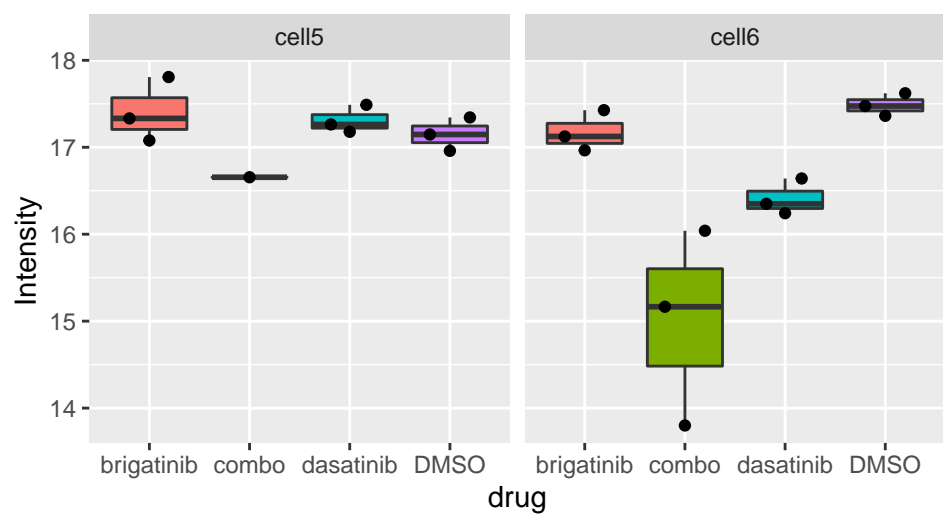 cell5 cell6
18
17
16
15
14
Intensity
brigatinib combo dasatinib DMSO brigatinib combo dasatinib DMSO
drug